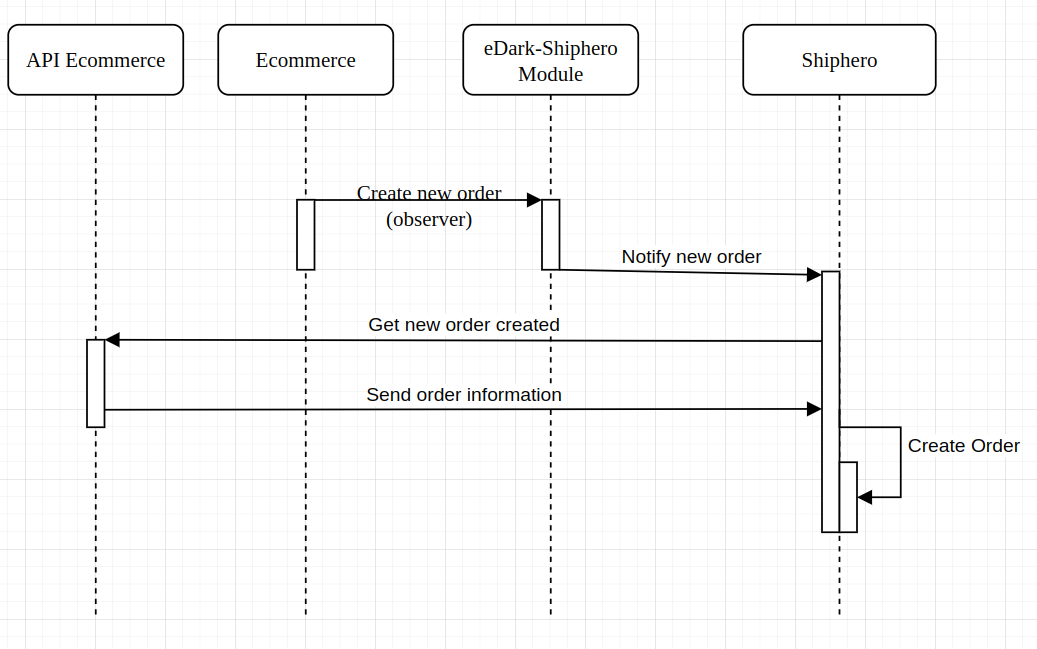 API Ecommerce
Ecommerce
eDark-Shiphero
Module
Shiphero
Create new order
(observer)
Notify new order
Get new order created
Send order information
Create Order